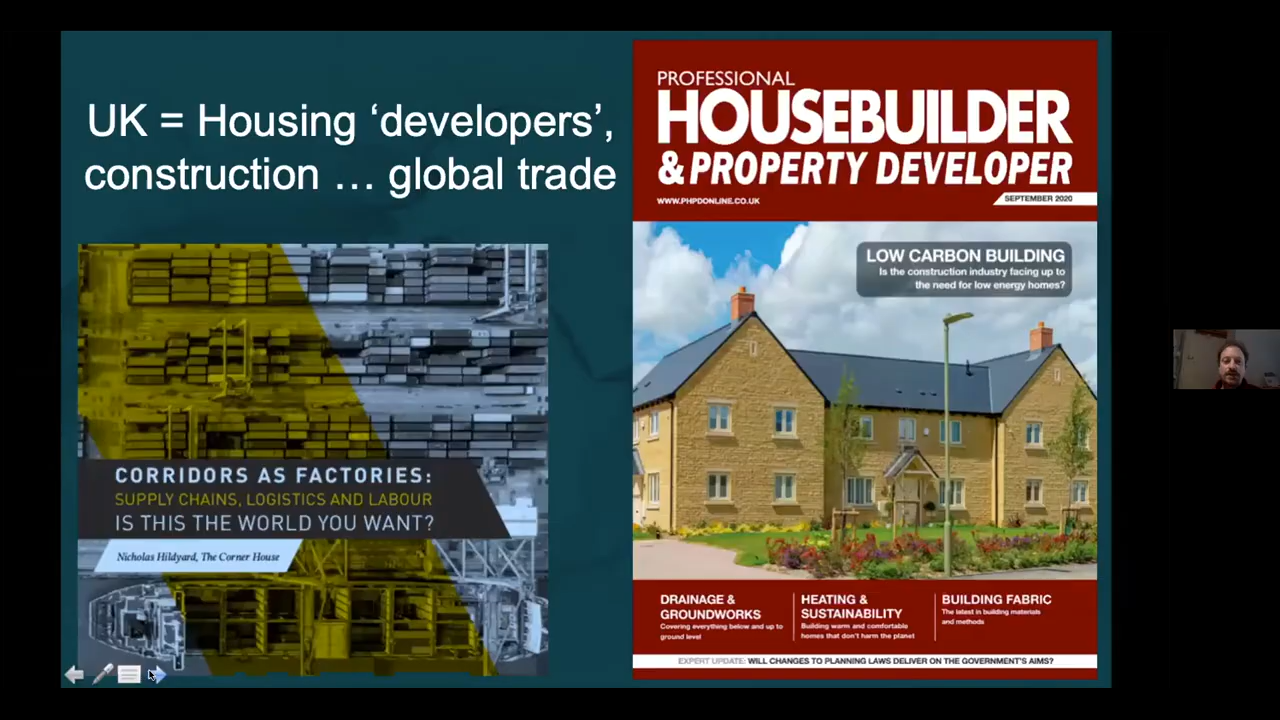 UK = Housing ‘developers’,
construction … global trade
CORRIDORS AS FACTORIES:
SUPPLY CHAINS, LOGISTICS AND LABOUR
IS THIS THE WORLD YOU WANT?
Nicholas Hildyard, The Corner House
PROFESSIONAL
HOUSEBUILDER
& PROPERTY DEVELOPER
WWW.PHPDONLINE.CO.UK
SEPTEMBER 2020
LOW CARBON BUILDING
Is the construction industry facing up to
the need for low energy homes?
DRAINAGE &
GROUNDWORKS
Covering everything below and up to
ground level
HEATING &
SUSTAINABILITY
Building warm and comfortable
homes that don't harm the planet
BUILDING FABRIC
The latest in building materials
and methods
EXPERT UPDATE: WILL CHANGES TO PLANNING LAWS DELIVER ON THE GOVERNMENT'S AIMS?